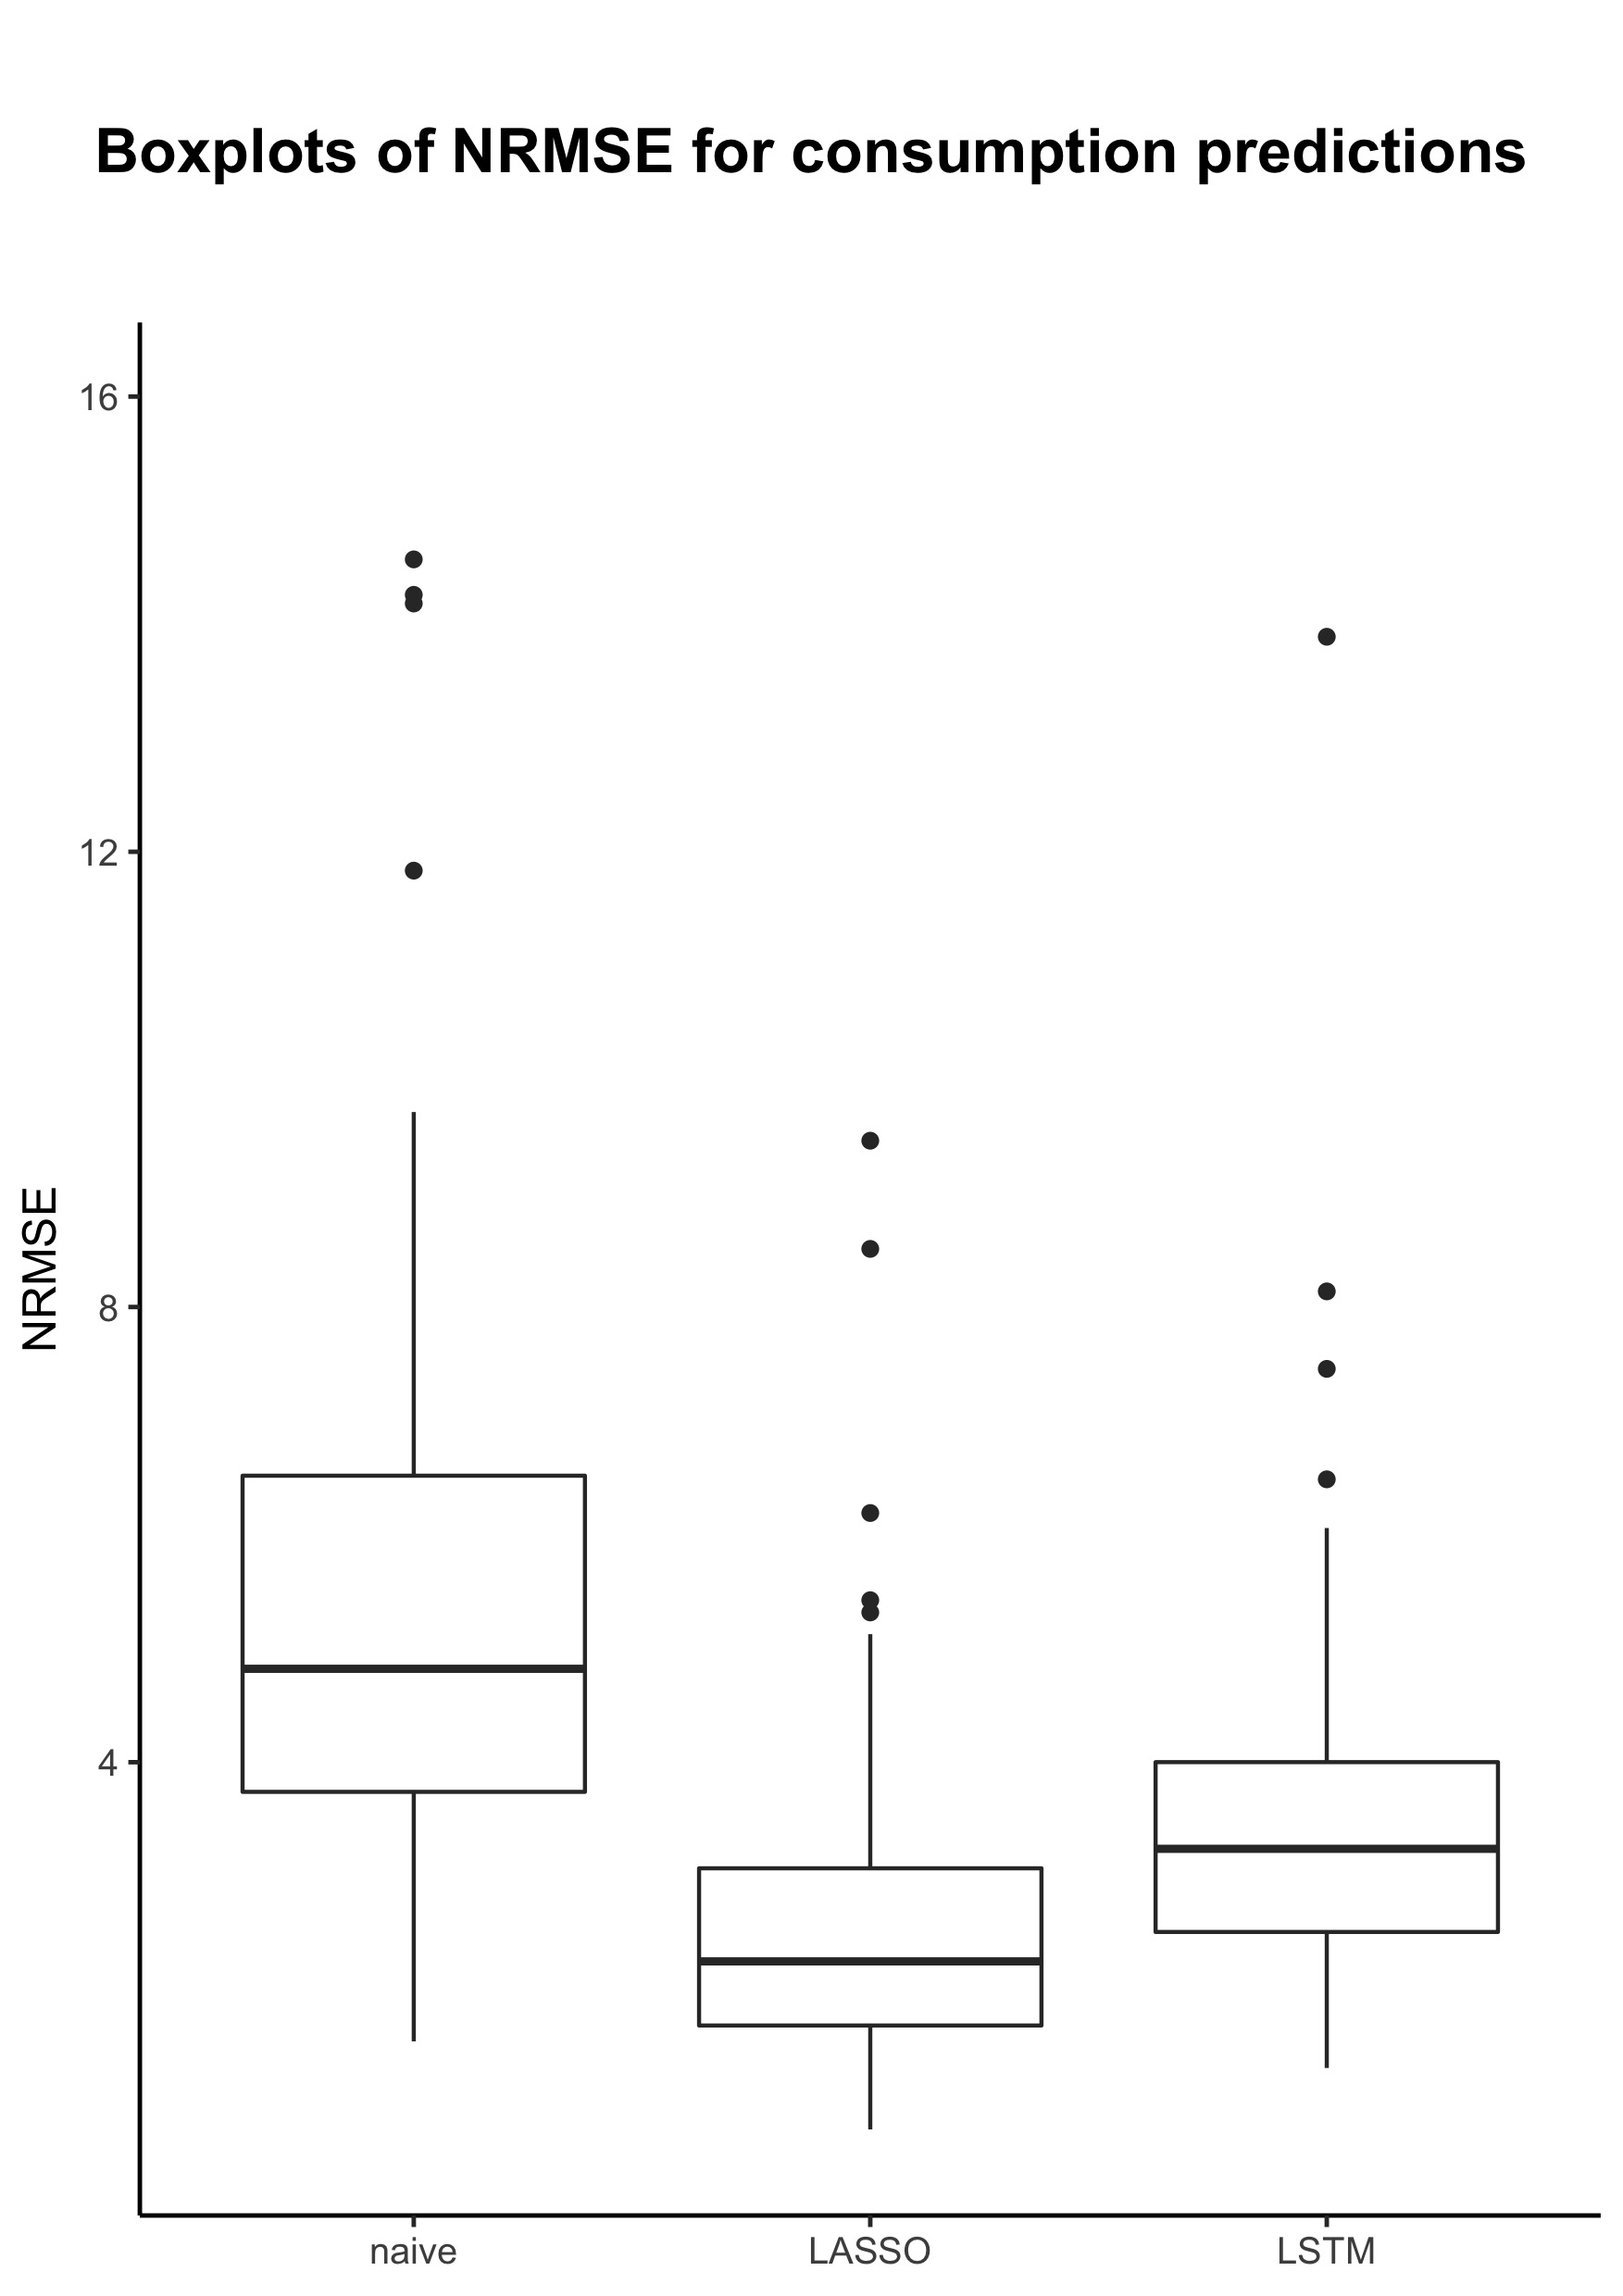 Boxplots of NRMSE for consumption predictions
16
12
8
4
NRMSE
naive
LASSO
LSTM